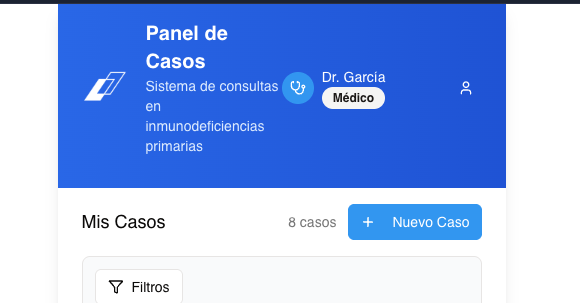 Panel de
Casos
Sistema de consultas
en
inmunodeficiencias
primarias
Dr. García
Médico
Mis Casos
8 casos
Nuevo Caso
Filtros